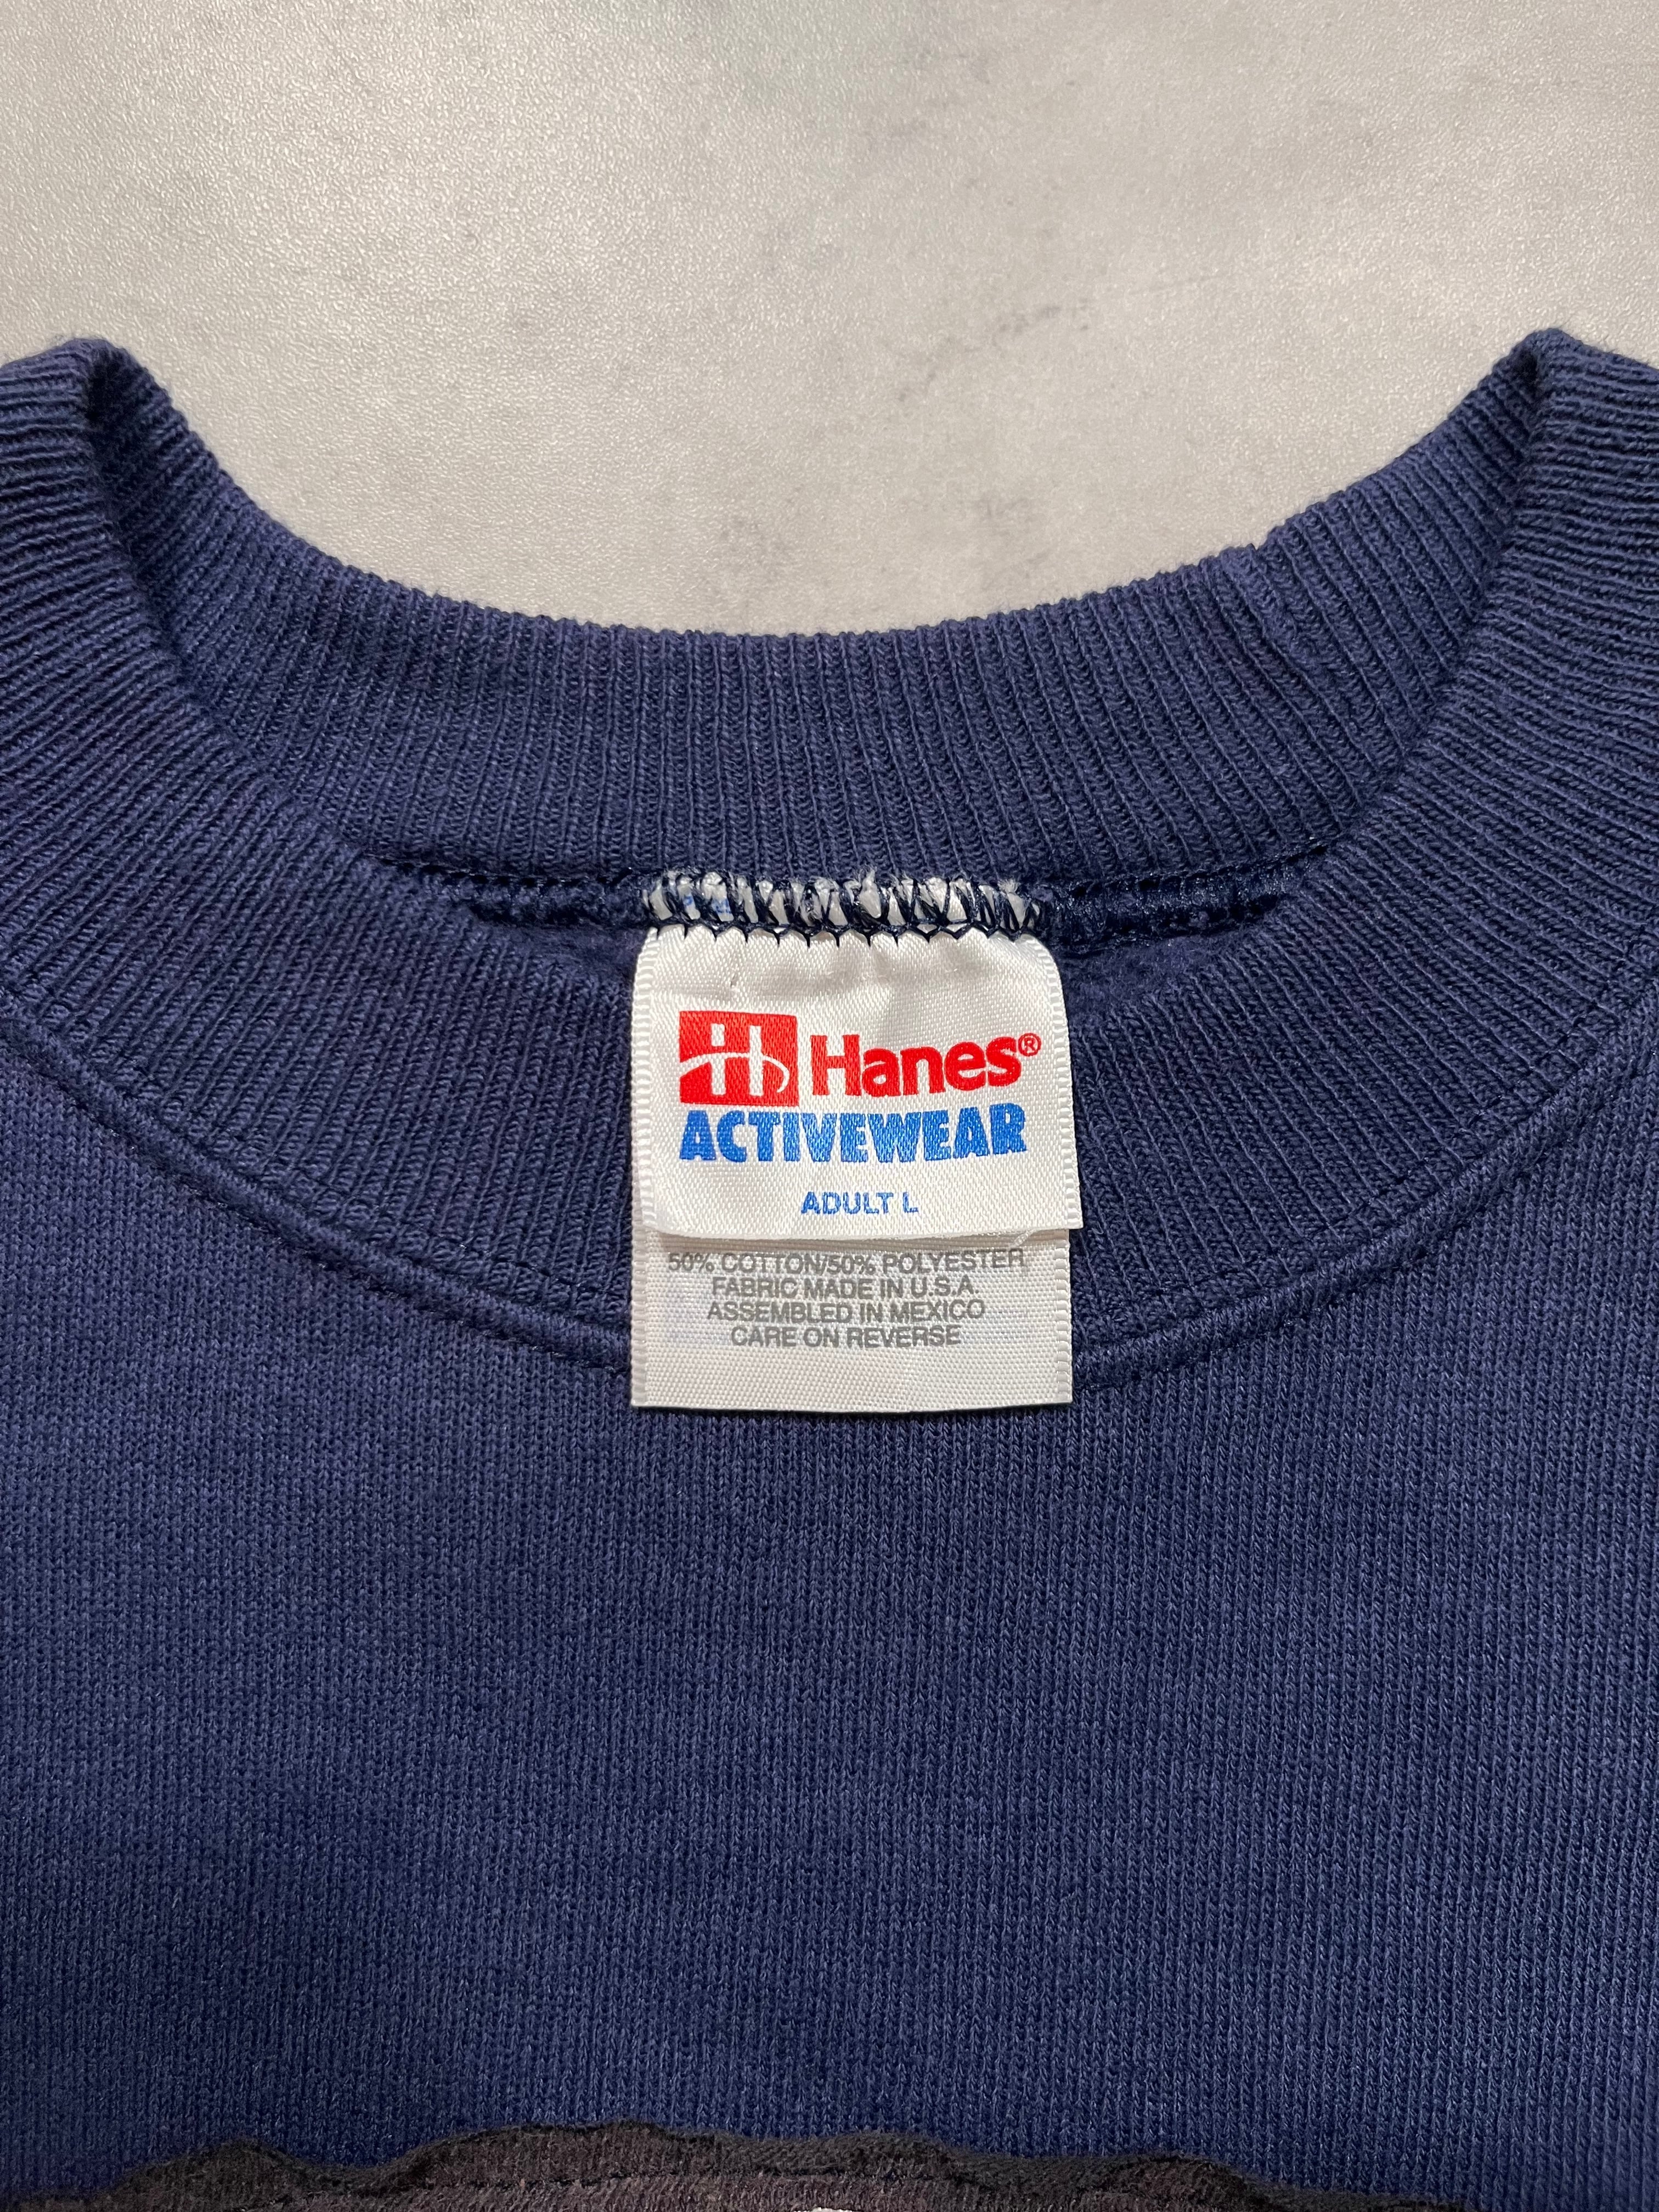 Hanes®
ACTIVEWEAR
ADULT L
50% COTTON/50% POLYESTER
FABRIC MADE IN U.S.A
ASSEMBLED IN MEXICO
CARE ON REVERSE